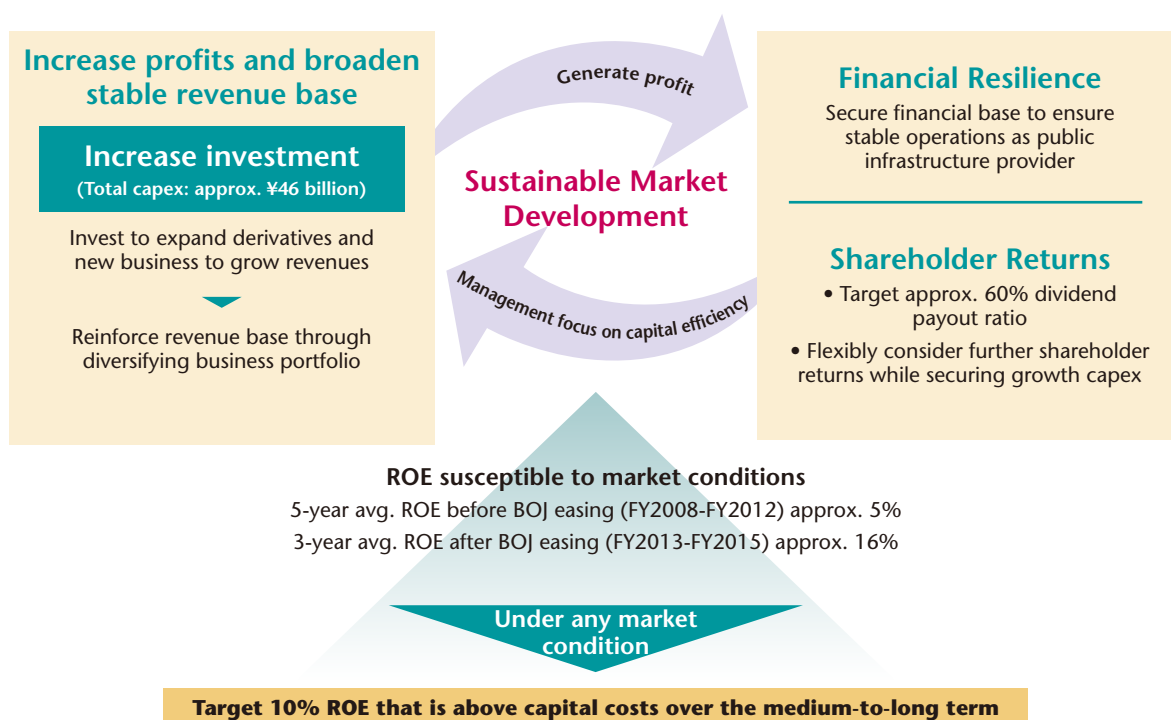 Increase profits and broaden
stable revenue base
Increase investment
(Total capex: approx. ¥46 billion)
Invest to expand derivatives and
new business to grow revenues
Reinforce revenue base through
diversifying business portfolio
Generate profit
Sustainable Market
Development
Management focus on capital efficiency
Financial Resilience
Secure financial base to ensure
stable operations as public
infrastructure provider
Shareholder Returns
• Target approx. 60% dividend
payout ratio
• Flexibly consider further shareholder
returns while securing growth capex
ROE susceptible to market conditions
5-year avg. ROE before BOJ easing (FY2008-FY2012) approx. 5%
3-year avg. ROE after BOJ easing (FY2013-FY2015) approx. 16%
Under any market
condition
Target 10% ROE that is above capital costs over the medium-to-long term